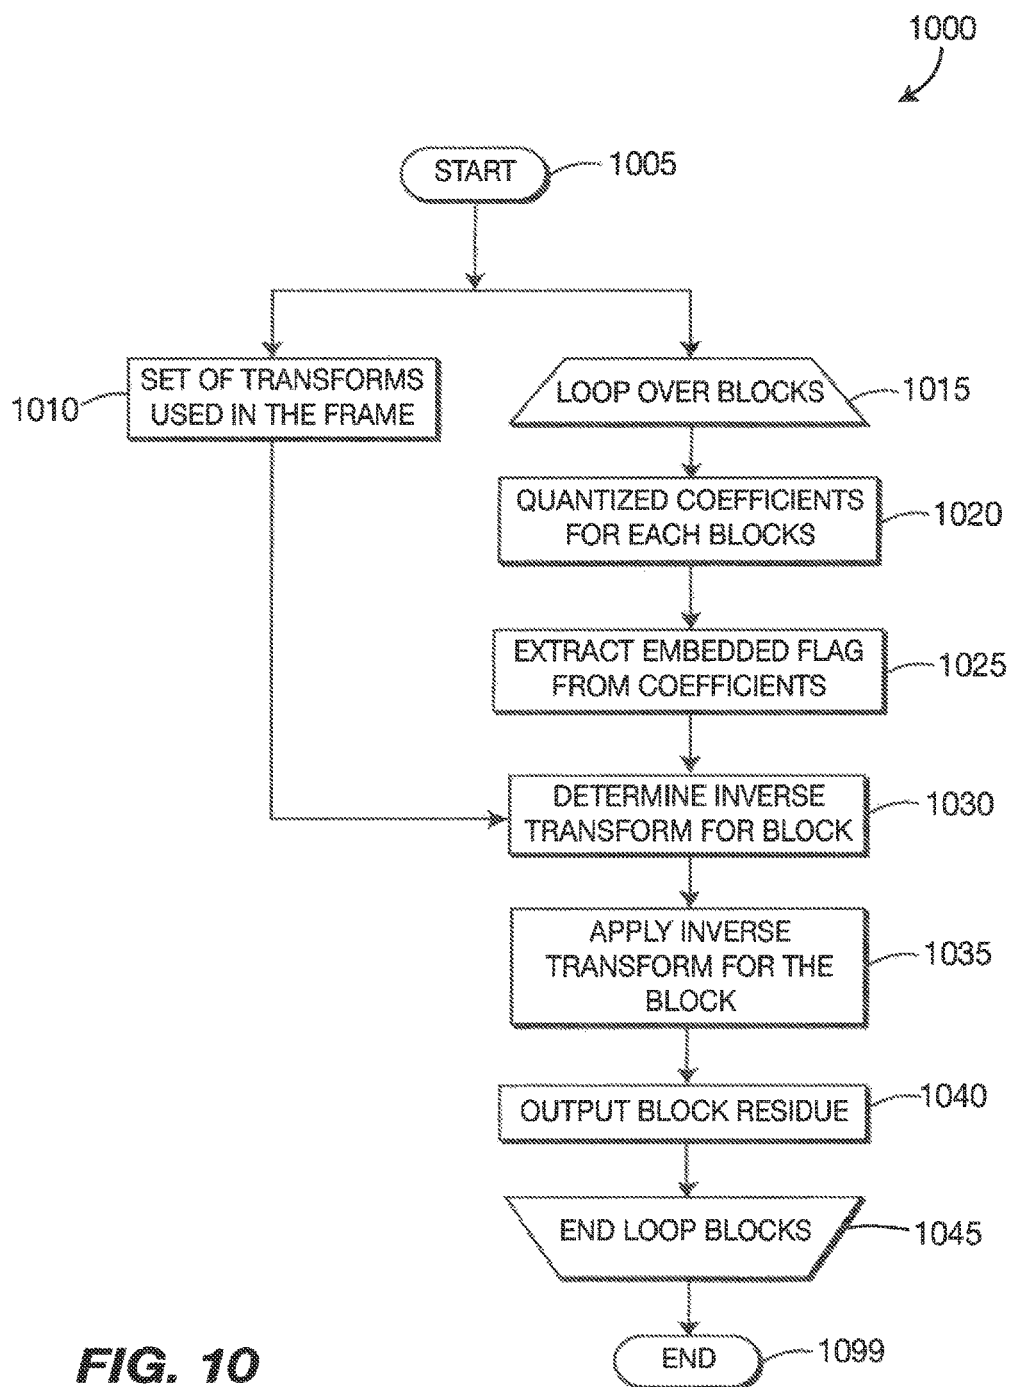 1000
START
1005
SET OF TRANSFORMS
USED IN THE FRAME
1010
LOOP OVER BLOCKS
1015
QUANTIZED COEFFICIENTS
FOR EACH BLOCKS
1020
EXTRACT EMBEDDED FLAG
FROM COEFFICIENTS
1025
DETERMINE INVERSE
TRANSFORM FOR BLOCK
1030
APPLY INVERSE
TRANSFORM FOR THE
BLOCK
1035
OUTPUT BLOCK RESIDUE
1040
END LOOP BLOCKS
1045
END
1099
FIG. 10